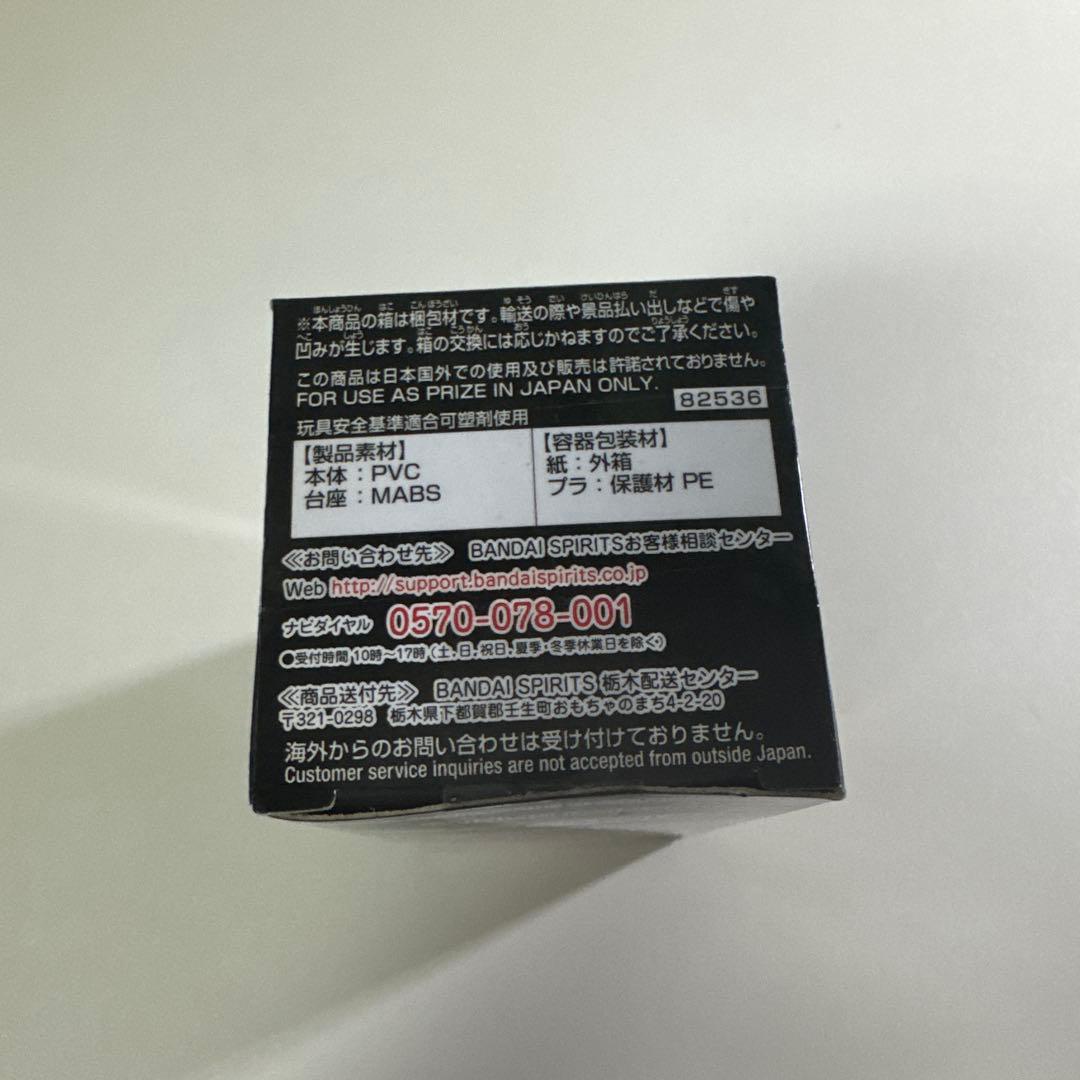 ※本商品の箱は梱包材です。輸送の際や景品払い出しなどで傷や
凹みが生じます。箱の交換には応じかねますのでご了承ください。
この商品は日本国外での使用及び販売は許諾されておりません。
FOR USE AS PRIZE IN JAPAN ONLY.
82536
玩具安全基準適合可塑剤使用
【製品素材】
本体：PVC
台座：MABS
【容器包装材】
紙：外箱
プラ：保護材 PE
≪お問い合わせ先≫ BANDAI SPIRITSお客様相談センター
Web http://support.bandaispirits.co.jp
ナビダイヤル 0570-078-001
●受付時間 10時～17時（土、日、祝日、夏季・冬季休業日を除く）
≪商品送付先≫ BANDAI SPIRITS 栃木配送センター
〒321-0298 栃木県下都賀郡壬生町おもちゃのまち4-2-20
海外からのお問い合わせは受け付けておりません。
Customer service inquiries are not accepted from outside Japan.